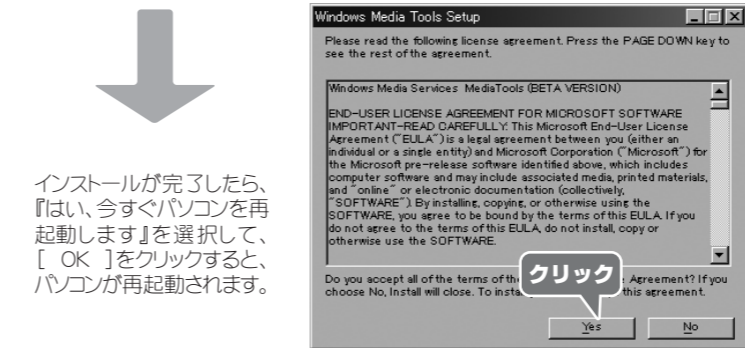 インストールが完了したら、
『はい、今すぐパソコンを再
起動します』を選択して、
[ OK ]をクリックすると、
パソコンが再起動されます。
Windows Media Tools Setup
Please read the following license agreement. Press the PAGE DOWN key to
see the rest of the agreement.
Windows Media Services MediaTools (BETA VERSION)
END-USER LICENSE AGREEMENT FOR MICROSOFT SOFTWARE
IMPORTANT-READ CAREFULLY: This Microsoft End-User License
Agreement ("EULA") is a legal agreement between you (either an
individual or a single entity) and Microsoft Corporation ("Microsoft") for
the Microsoft pre-release software identified above, which includes
computer software and may include associated media, printed materials,
and "online" or electronic documentation (collectively,
"SOFTWARE"). By installing, copying, or otherwise using the
SOFTWARE, you agree to be bound by the terms of this EULA. If you
do not agree to the terms of this EULA, do not install, copy or
otherwise use the SOFTWARE.
Do you accept all of the terms of the Agreement? If you
choose No, Install will close. To this agreement.
クリック
Yes
No